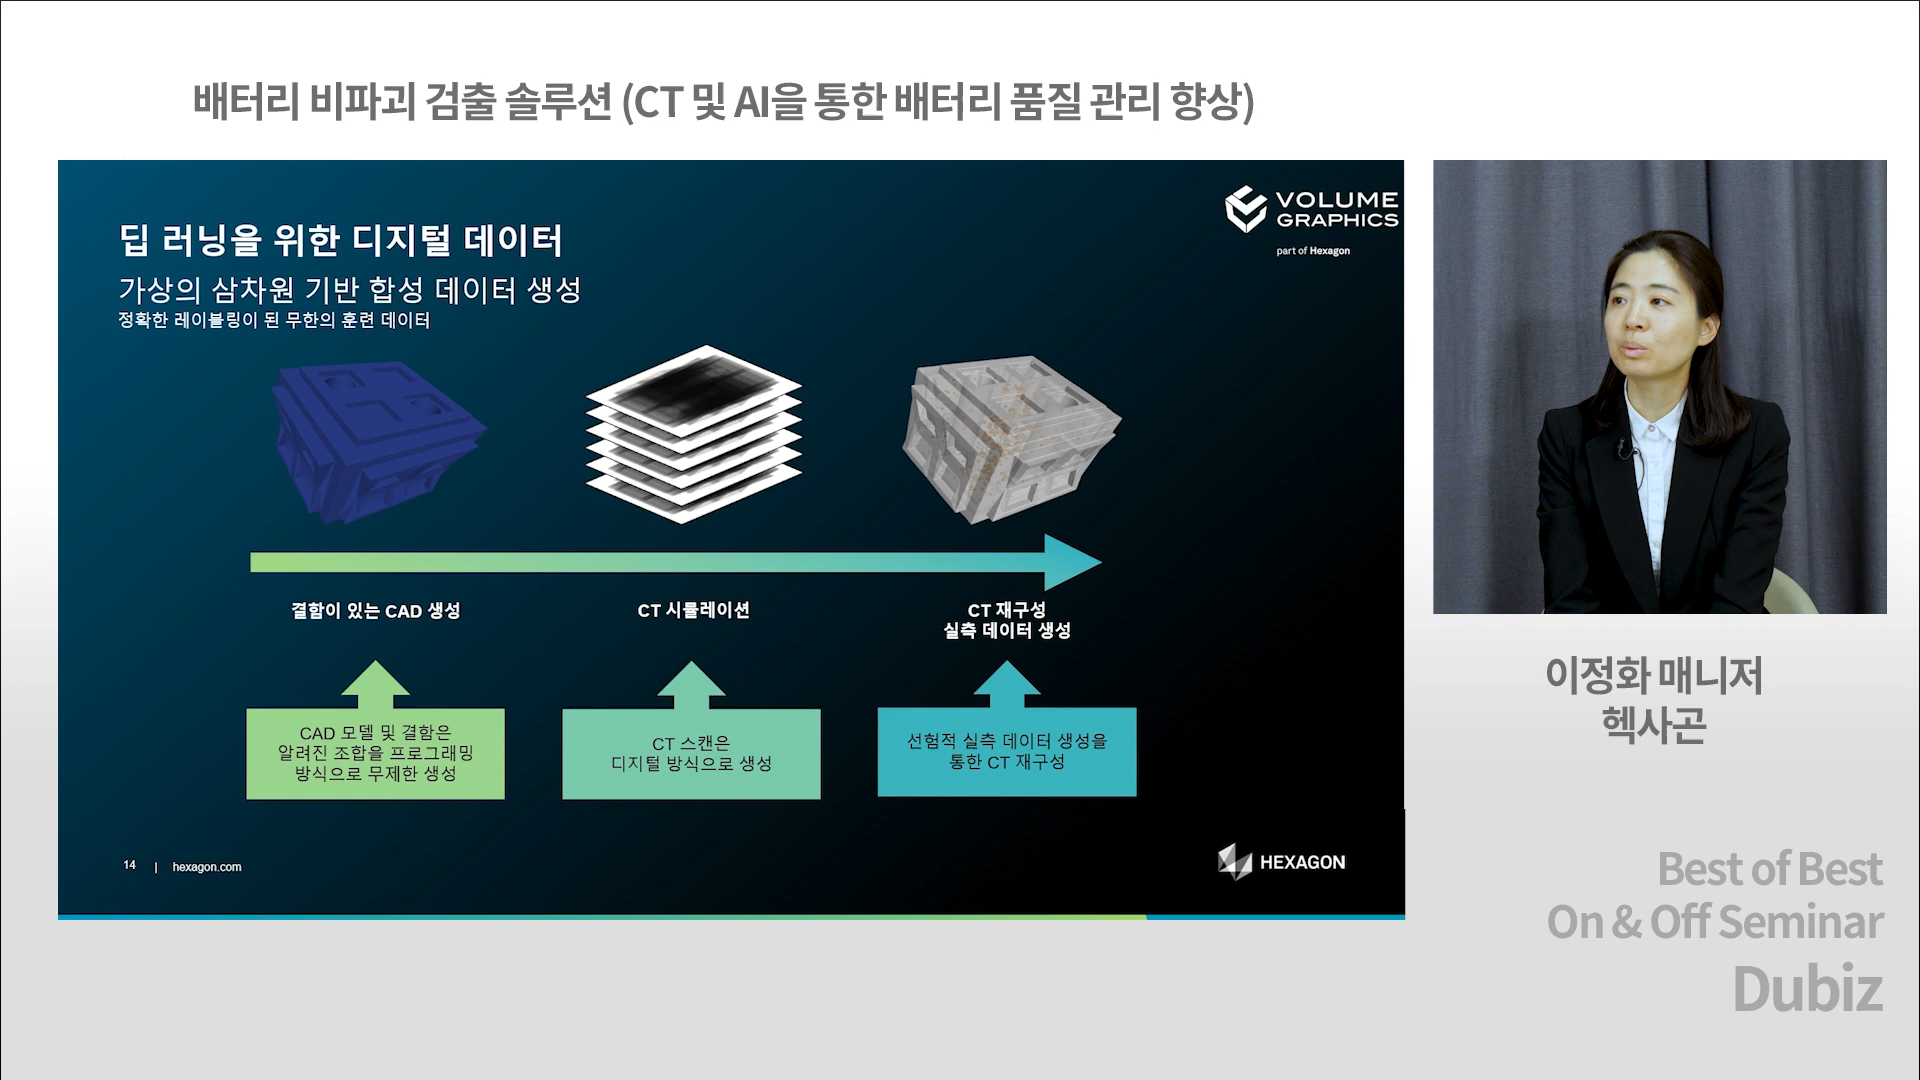 배터리 비파괴 검출 솔루션 (CT 및 AI을 통한 배터리 품질 관리 향상)
VOLUME
GRAPHICS
part of Hexagon
딥 러닝을 위한 디지털 데이터
가상의 삼차원 기반 합성 데이터 생성
정확한 레이블링이 된 무한의 훈련 데이터
결함이 있는 CAD 생성
CT 시뮬레이션
CT 재구성
실측 데이터 생성
CAD 모델 및 결함은
알려진 조합을 프로그래밍
방식으로 무제한 생성
CT 스캔은
디지털 방식으로 생성
선험적 실측 데이터 생성을
통한 CT 재구성
14 | hexagon.com
HEXAGON
이정화 매니저
헥사곤
Best of Best
On & Off Seminar
Dubiz